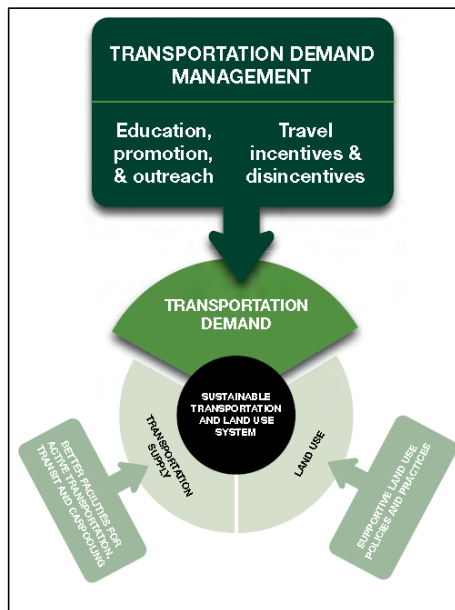 TRANSPORTATION DEMAND
MANAGEMENT
Education,
promotion,
& outreach
Travel
incentives &
disincentives
TRANSPORTATION
DEMAND
SUSTAINABLE
TRANSPORTATION
AND LAND USE
SYSTEM
TRANSPORTATION
SUPPLY
LAND USE
BETTER FACILITIES FOR
ACTIVE TRANSPORTATION,
TRANSIT AND CARPOOLING
SUPPORTIVE LAND USE
POLICIES AND PRACTICES